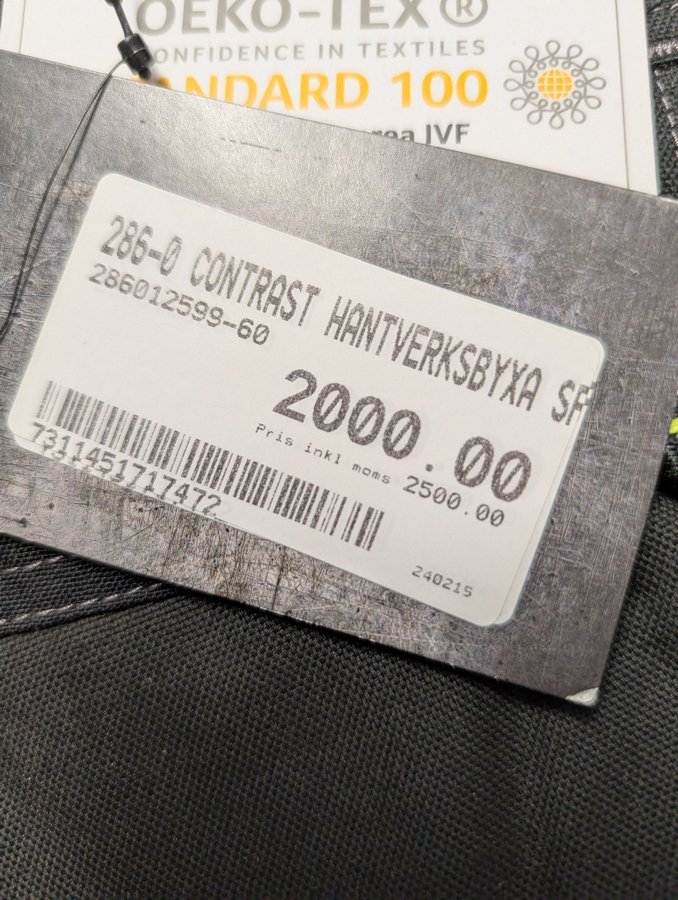 OEKO-TEX®
CONFIDENCE IN TEXTILES
STANDARD 100
IVF
286-0 CONTRAST HANTVERKSBYXA
286012599-60
2000.00
Pris inkl moms 2500.00
7311451717472
240215